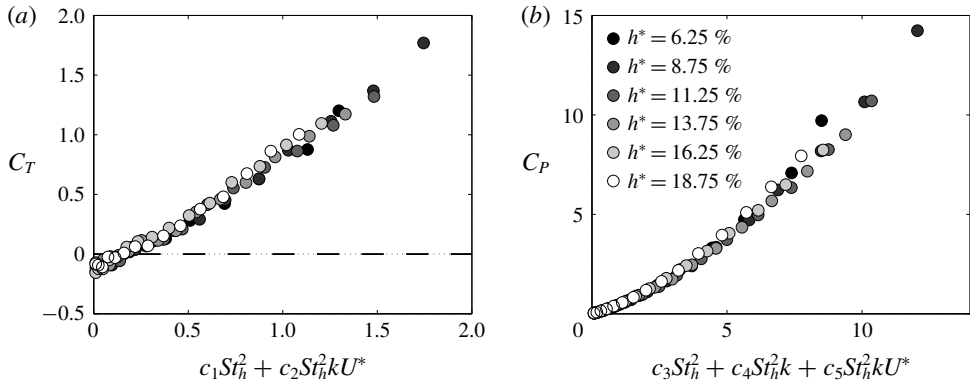 (a)
2.0
1.5
1.0
C_T
0.5
0
−0.5
0 0.5 1.0 1.5 2.0
c_1St_h^2 + c_2St_h^2kU^*
(b)
15
10
C_P
5
0 5 10
h^* = 6.25 %
h^* = 8.75 %
h^* = 11.25 %
h^* = 13.75 %
h^* = 16.25 %
h^* = 18.75 %
c_3St_h^2 + c_4St_h^2k + c_5St_h^2kU^*